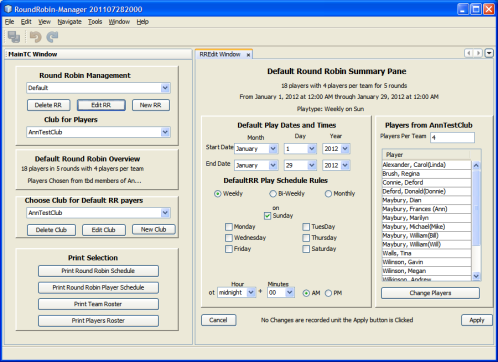 RoundRobin-Manager 201107282000
File Edit View Navigate Tools Window Help
MainTC Window
Round Robin Management
Default
Delete RR Edit RR New RR
Club for Players
AnnTestClub
Default Round Robin Overview
18 players in 5 rounds with 4 players per team
Players Chosen from tbd members of An....
Choose Club for DefaultRR payers
AnnTestClub
Delete Club Edit Club New Club
Print Selection
Print Round Robin Schedule
Print Round Robin Player Schedule
Print Team Roster
Print Players Roster
RREdit Window x
Default Round Robin Summary Pane
18 players with 4 players per team for 5 rounds
From January 1, 2012 at 12:00 AM through January 29, 2012 at 12:00 AM
Playtype: Weekly on Sun
Default Play Dates and Times
Month Day Year
Start Date January 1 2012
End Date January 29 2012
DefaultRR Play Schedule Rules
Weekly Bi-Weekly Monthly
on
Sunday
Monday TuesDay
Wednesday Thursday
Friday Saturday
Hour Minutes
at midnight + 00 AM PM
Players from AnnTestClub
Players Per Team 4
Player
Alexander, Carol(Linda)
Brush, Regina
Connie, Deford
Deford, Donald(Donnie)
Maybury, Dian
Maybury, Frances (Ann)
Maybury, Marilyn
Maybury, Michael(Mike)
Maybury, William(Bill)
Maybury, William(Will)
Walls, Tina
Wilkinson, Gavin
Wilkinson, Megan
Wilkinson, Andrew
Change Players
Cancel No Changes are recorded unit the Apply button is Clicked Apply